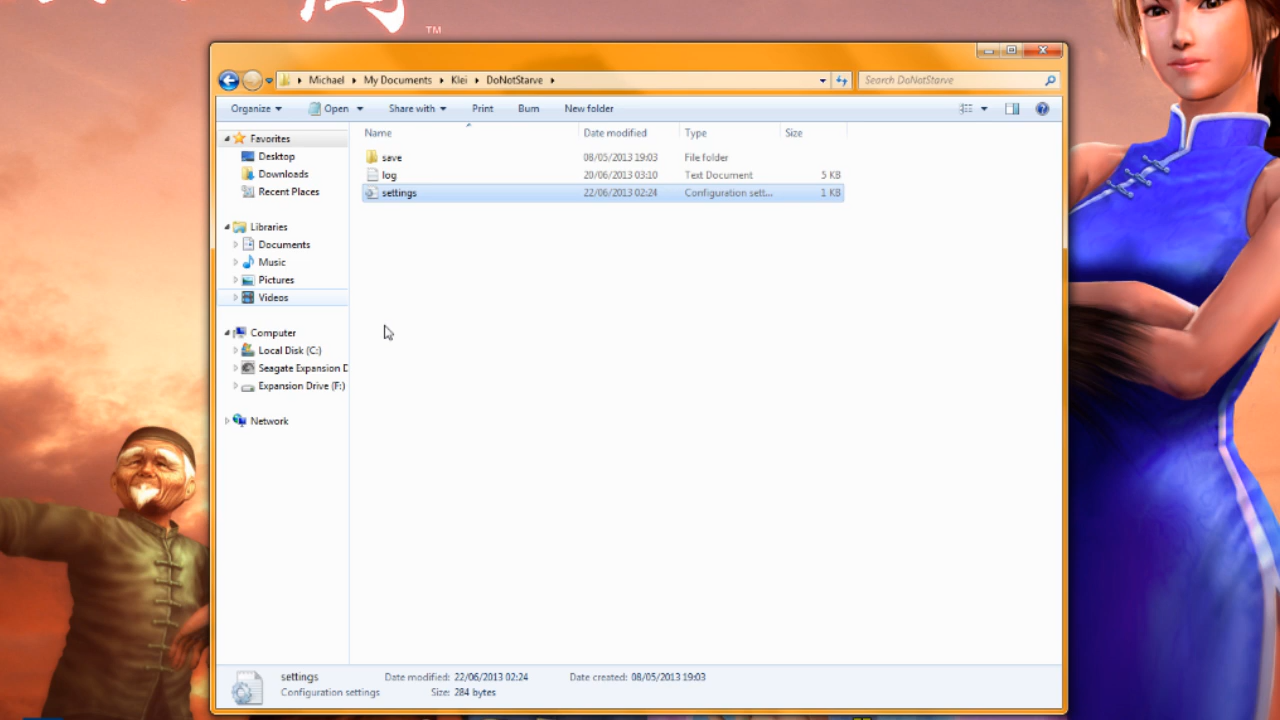 TM
Michael ▸ My Documents ▸ Klei ▸ DoNotStarve ▸
Search DoNotStarve
Organize Open Share with Print Burn New folder
Name Date modified Type Size
Favorites
Desktop
Downloads
Recent Places
Libraries
Documents
Music
Pictures
Videos
Computer
Local Disk (C:)
Seagate Expansion D
Expansion Drive (F:)
Network
save 08/05/2013 19:03 File folder
log 20/06/2013 03:10 Text Document 5 KB
settings 22/06/2013 02:24 Configuration sett... 1 KB
settings Date modified: 22/06/2013 02:24 Date created: 08/05/2013 19:03
Configuration settings Size: 284 bytes